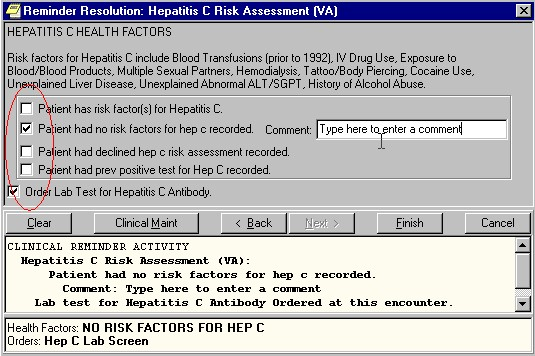 Reminder Resolution: Hepatitis C Risk Assessment (VA)
HEPATITIS C HEALTH FACTORS
Risk factors for Hepatitis C include Blood Transfusions (prior to 1992), IV Drug Use, Exposure to
Blood/Blood Products, Multiple Sexual Partners, Hemodialysis, Tattoo/Body Piercing, Cocaine Use,
Unexplained Liver Disease, Unexplained Abnormal ALT/SGPT, History of Alcohol Abuse.
Patient has risk factor(s) for Hepatitis C.
Patient had no risk factors for hep c recorded. Comment: Type here to enter a comment
Patient had declined hep c risk assessment recorded.
Patient had prev positive test for Hep C recorded.
Order Lab Test for Hepatitis C Antibody.
Clear Clinical Maint < Back Next > Finish Cancel
CLINICAL REMINDER ACTIVITY
Hepatitis C Risk Assessment (VA):
Patient had no risk factors for hep c recorded.
Comment: Type here to enter a comment
Lab test for Hepatitis C Antibody Ordered at this encounter.
Health Factors: NO RISK FACTORS FOR HEP C
Orders: Hep C Lab Screen